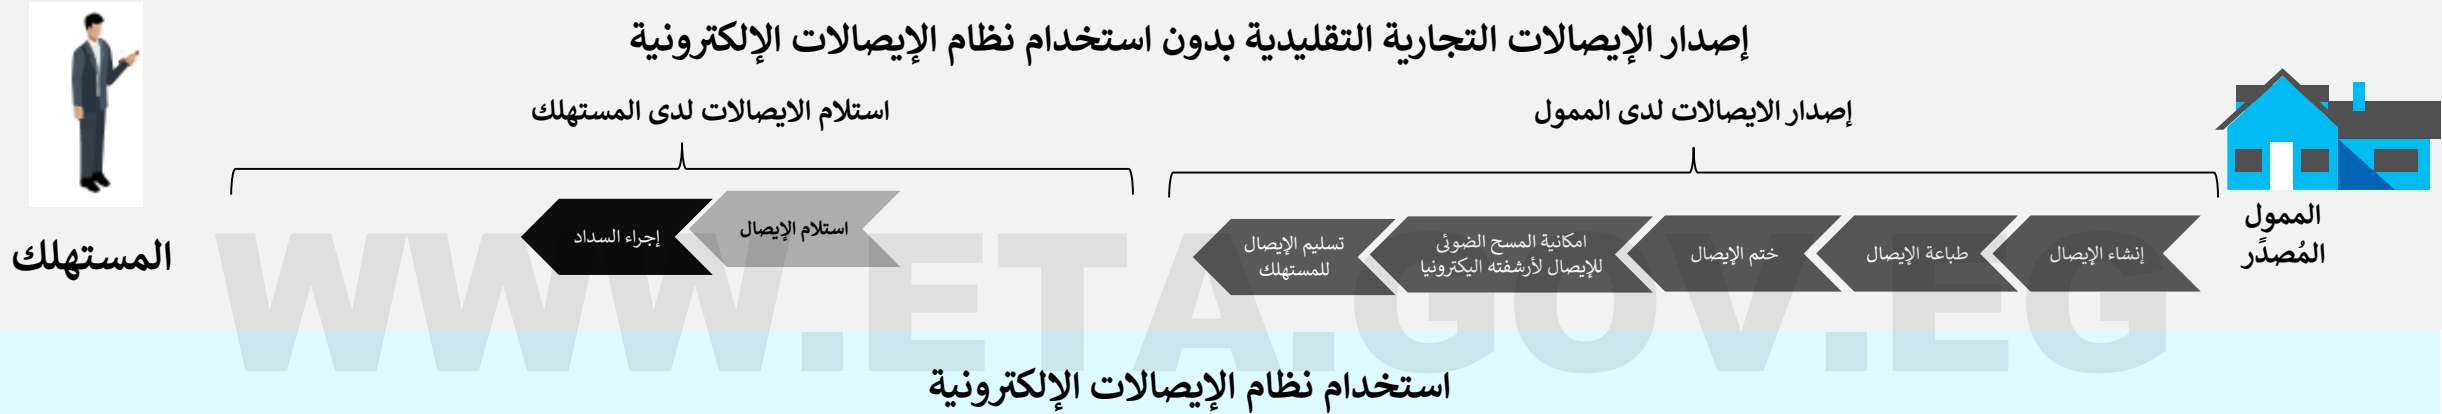 إصدار الإيصالات التجارية التقليدية بدون استخدام نظام الإيصالات الإلكترونية
إصدار الايصالات لدى الممول
استلام الايصالات لدى المستهلك
الممول
المُصدًر
إنشاء الإيصال
طباعة الإيصال
ختم الإيصال
امكانية المسح الضوئى
للإيصال لأرشفته اليكترونيا
تسليم الإيصال
للمستهلك
استلام الإيصال
إجراء السداد
المستهلك
WWW.ETA.GOV.EG
استخدام نظام الإيصالات الإلكترونية